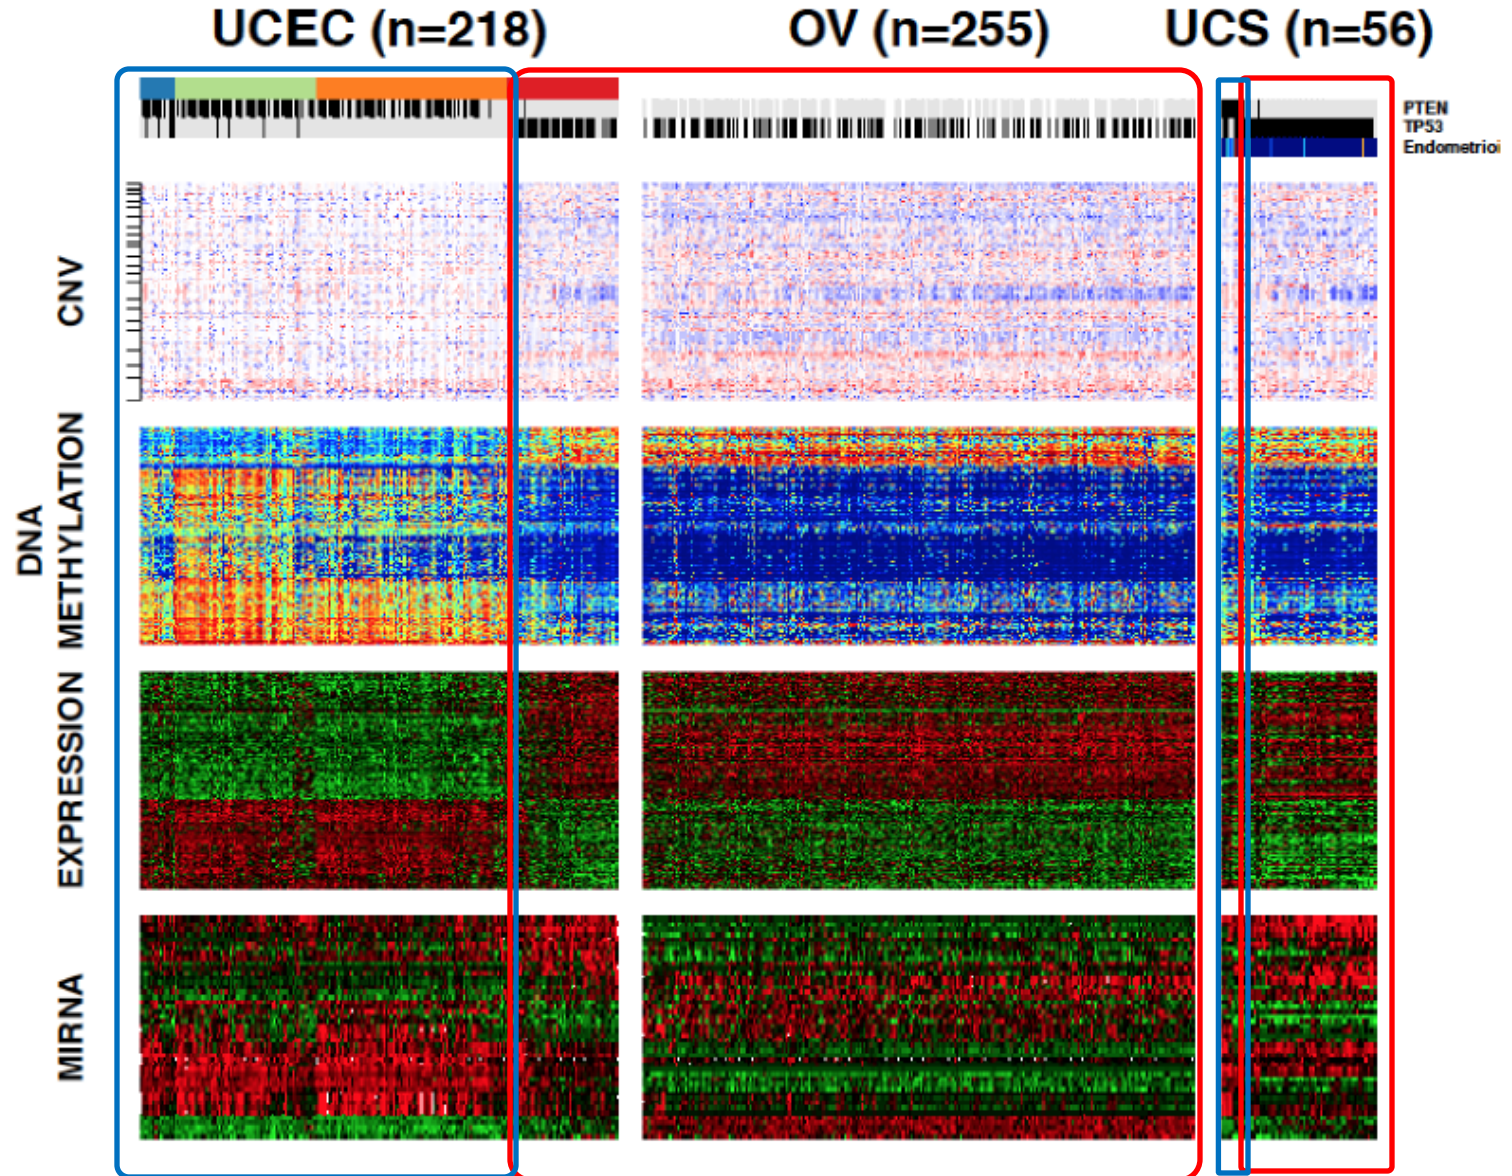 UCEC (n=218) OV (n=255) UCS (n=56)
PTEN
TP53
Endometrioi
CNV
DNA
METHYLATION
EXPRESSION
MIRNA